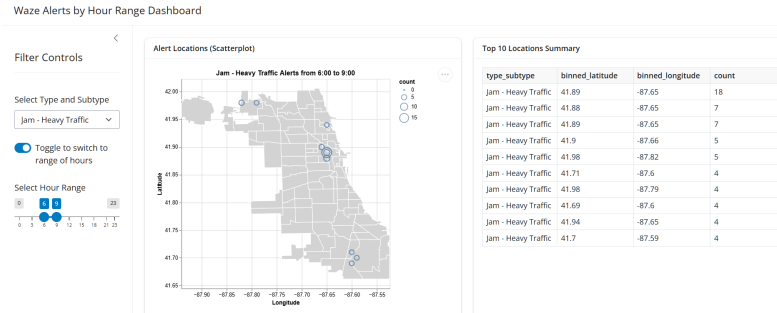 Waze Alerts by Hour Range Dashboard
Filter Controls
Select Type and Subtype
Jam - Heavy Traffic
Toggle to switch to
range of hours
Select Hour Range
0 6 9 23
0 3 6 9 12 15 18 21 23
Alert Locations (Scatterplot)
Jam - Heavy Traffic Alerts from 6:00 to 9:00
42.00
41.95
41.90
41.85
41.80
41.75
41.70
41.65
Latitude
−87.90 −87.85 −87.80 −87.75 −87.70 −87.65 −87.60 −87.55
Longitude
count
0
5
10
15
Top 10 Locations Summary
type_subtype binned_latitude binned_longitude count
Jam - Heavy Traffic 41.89 -87.65 18
Jam - Heavy Traffic 41.88 -87.65 7
Jam - Heavy Traffic 41.89 -87.65 7
Jam - Heavy Traffic 41.9 -87.66 5
Jam - Heavy Traffic 41.98 -87.82 5
Jam - Heavy Traffic 41.71 -87.6 4
Jam - Heavy Traffic 41.98 -87.79 4
Jam - Heavy Traffic 41.69 -87.6 4
Jam - Heavy Traffic 41.94 -87.65 4
Jam - Heavy Traffic 41.7 -87.59 4